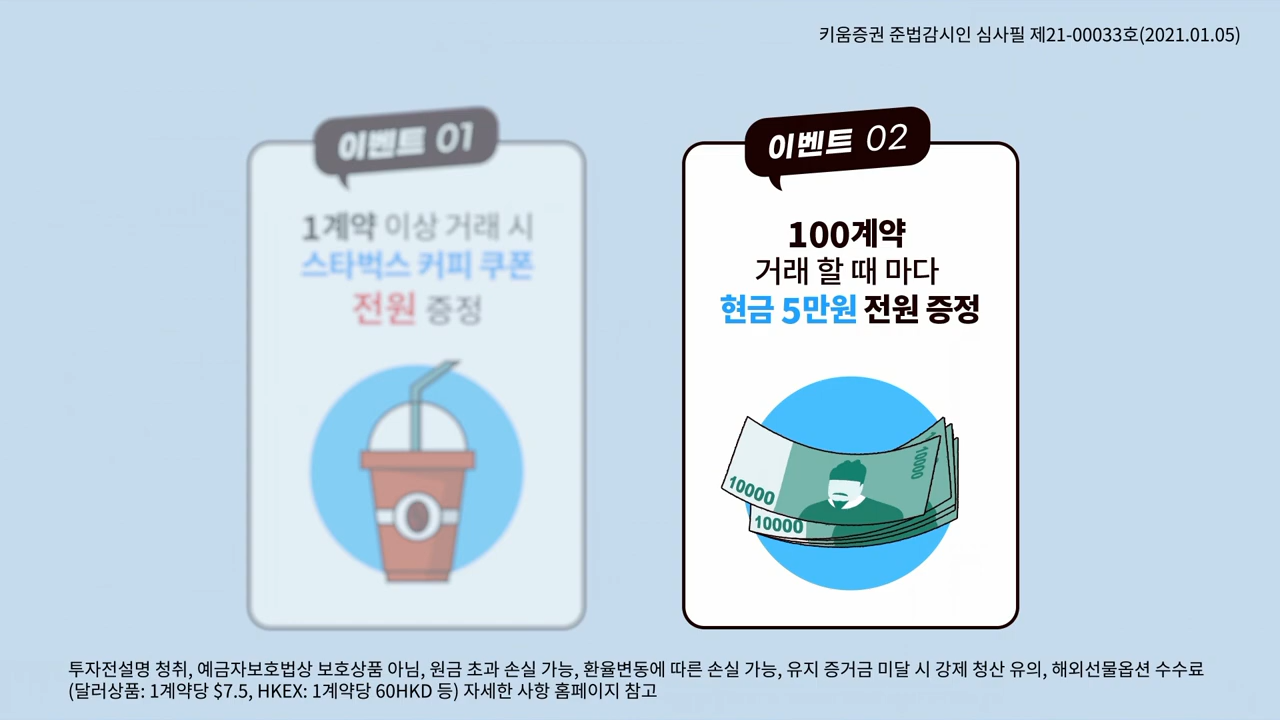 키움증권 준법감시인 심사필 제21-00033호(2021.01.05)
이벤트 01
1계약 이상 거래 시
스타벅스 커피 쿠폰
전원 증정
이벤트 02
100계약
거래 할 때 마다
현금 5만원 전원 증정
10000
10000
10000
투자전설명 청취, 예금자보호법상 보호상품 아님, 원금 초과 손실 가능, 환율변동에 따른 손실 가능, 유지 증거금 미달 시 강제 청산 유의, 해외선물옵션 수수료
(달러상품: 1계약당 $7.5, HKEX: 1계약당 60HKD 등) 자세한 사항 홈페이지 참고